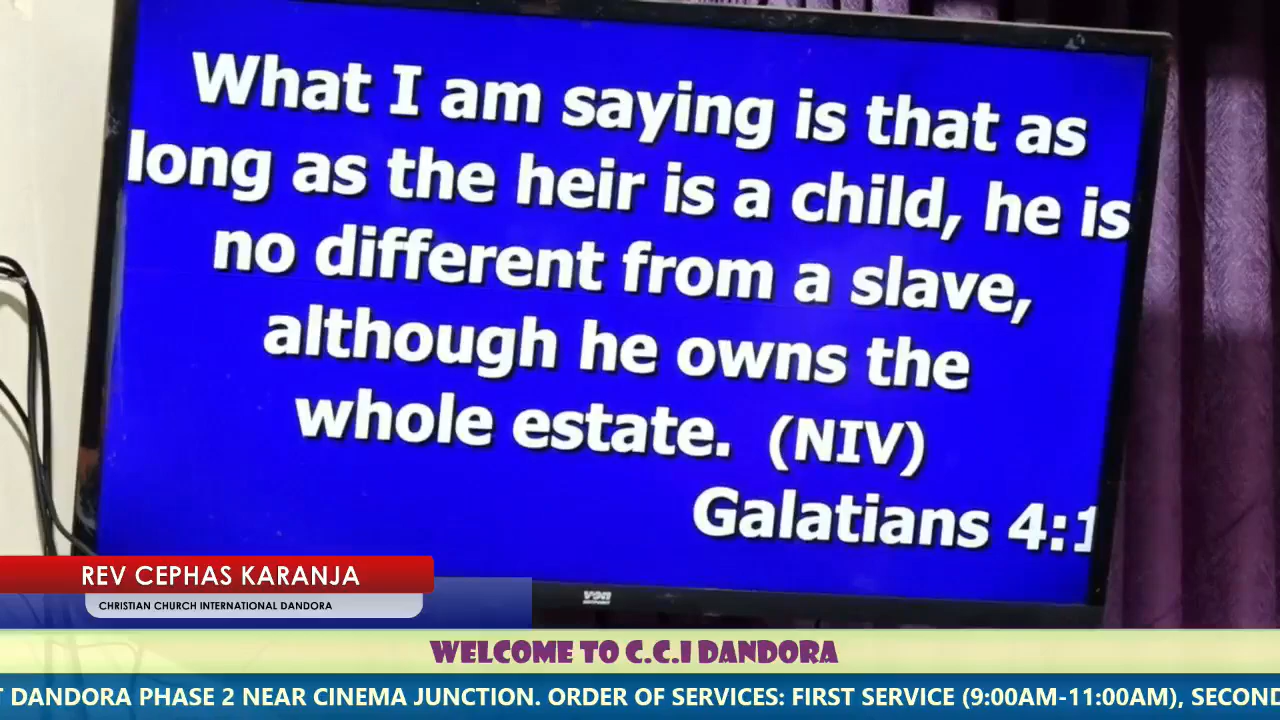 What I am saying is that as
long as the heir is a child, he is
no different from a slave,
although he owns the
whole estate. (NIV)
Galatians 4:1
REV CEPHAS KARANJA
CHRISTIAN CHURCH INTERNATIONAL DANDORA
WELCOME TO C.C.I DANDORA
T DANDORA PHASE 2 NEAR CINEMA JUNCTION. ORDER OF SERVICES: FIRST SERVICE (9:00AM-11:00AM), SECOND